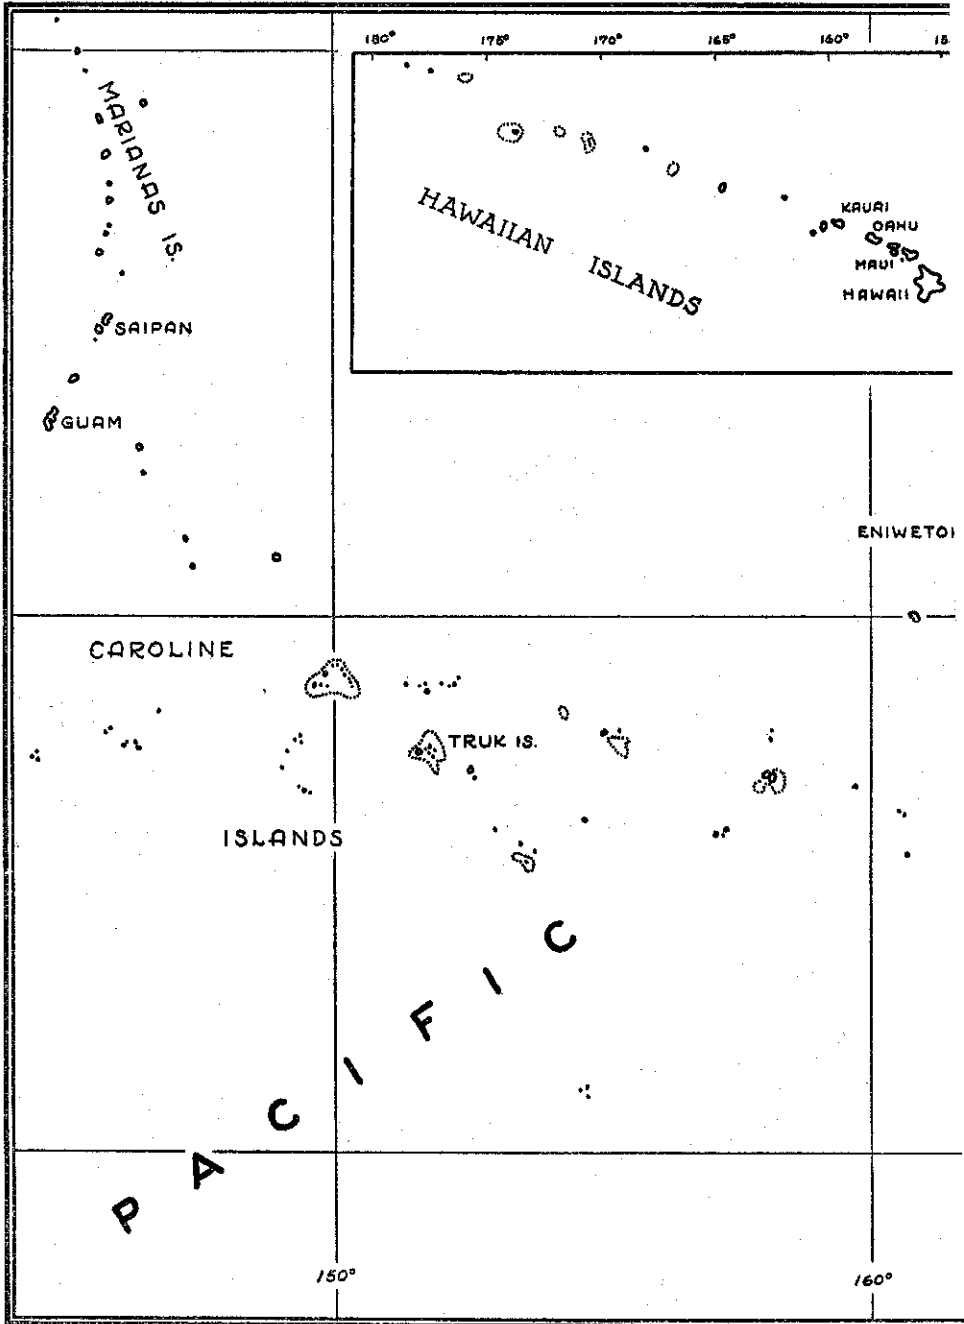 180° 175° 170° 165° 160°
MARIANAS IS.
HAWAIIAN ISLANDS
KAUAI
OAHU
MAUI
HAWAII
SAIPAN
GUAM
ENIWETO
CAROLINE
TRUK IS.
ISLANDS
PACIFIC
150° 160°